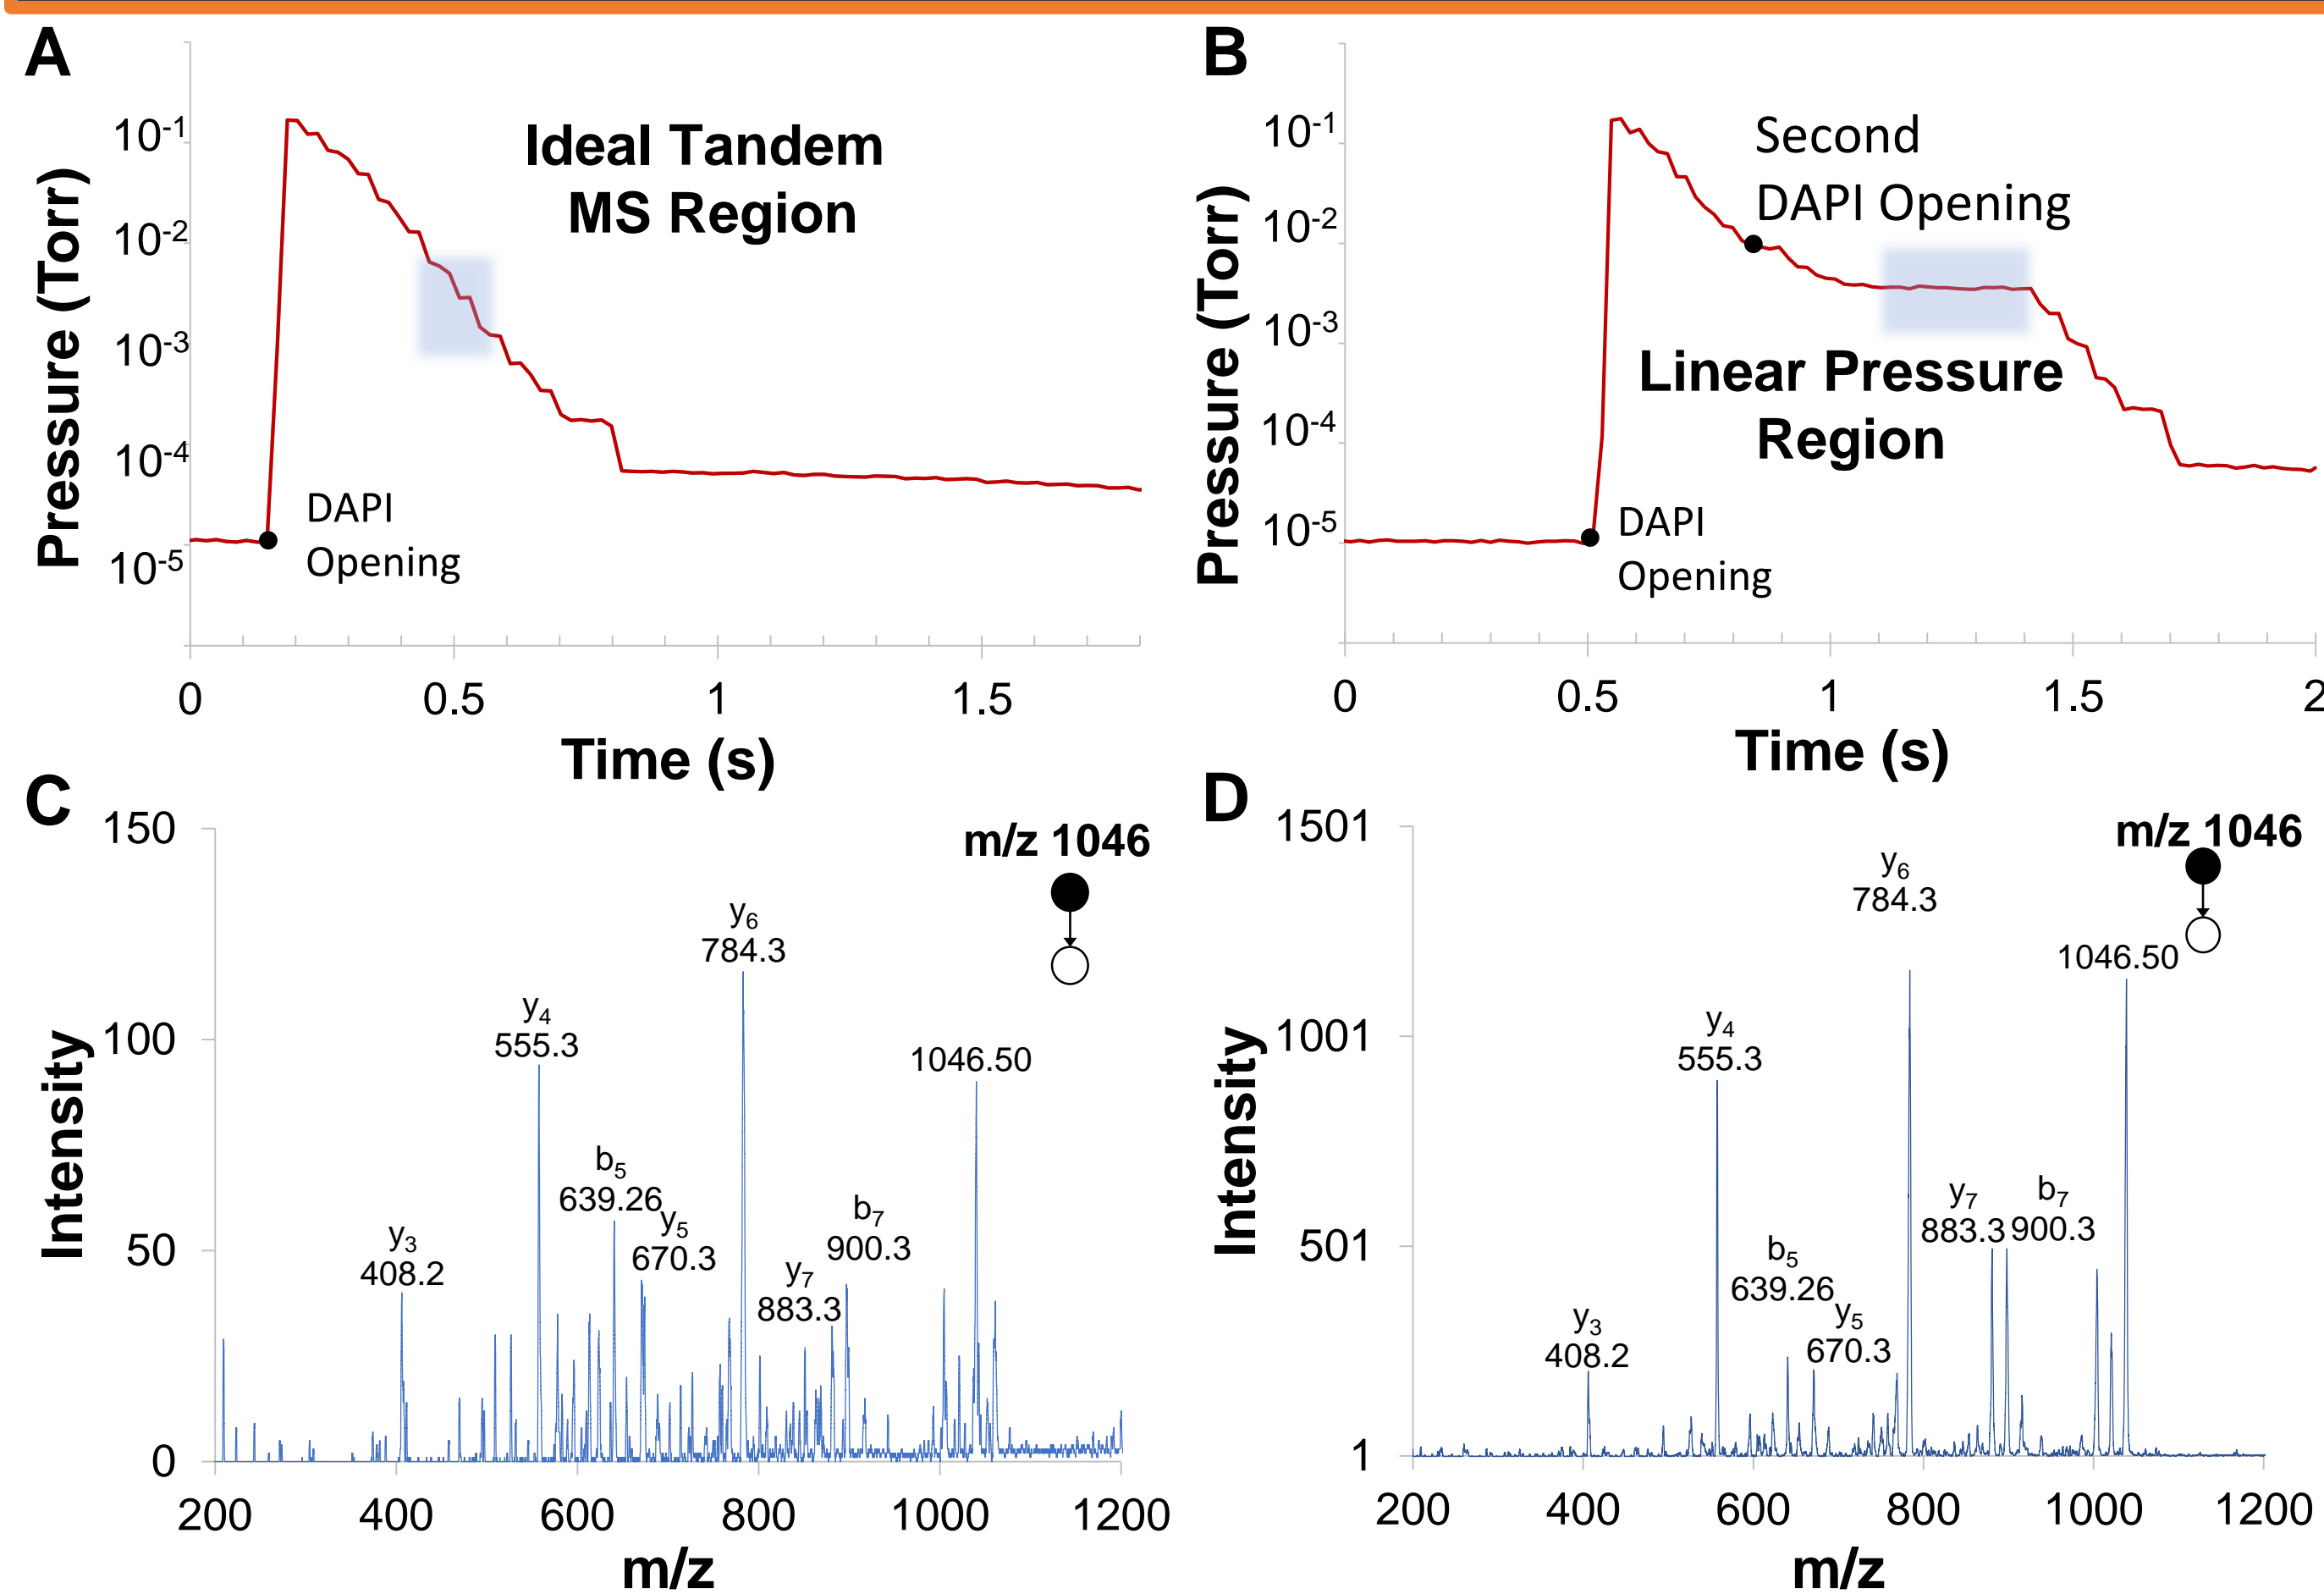 A
Pressure (Torr)
10-1
10-2
10-3
10-4
10-5
Ideal Tandem
MS Region
DAPI
Opening
0
0.5
1
1.5
Time (s)
B
Pressure (Torr)
10-1
10-2
10-3
10-4
10-5
Second
DAPI Opening
Linear Pressure
Region
DAPI
Opening
0
0.5
1
1.5
2
Time (s)
C
Intensity
150
100
50
0
m/z 1046
y3
408.2
y4
555.3
b5
639.26
y5
670.3
y6
784.3
y7
883.3
b7
900.3
1046.50
200
400
600
800
1000
1200
m/z
D
Intensity
1501
1001
501
1
m/z 1046
y3
408.2
y4
555.3
b5
639.26
y5
670.3
y6
784.3
y7
883.3
b7
900.3
1046.50
200
400
600
800
1000
1200
m/z